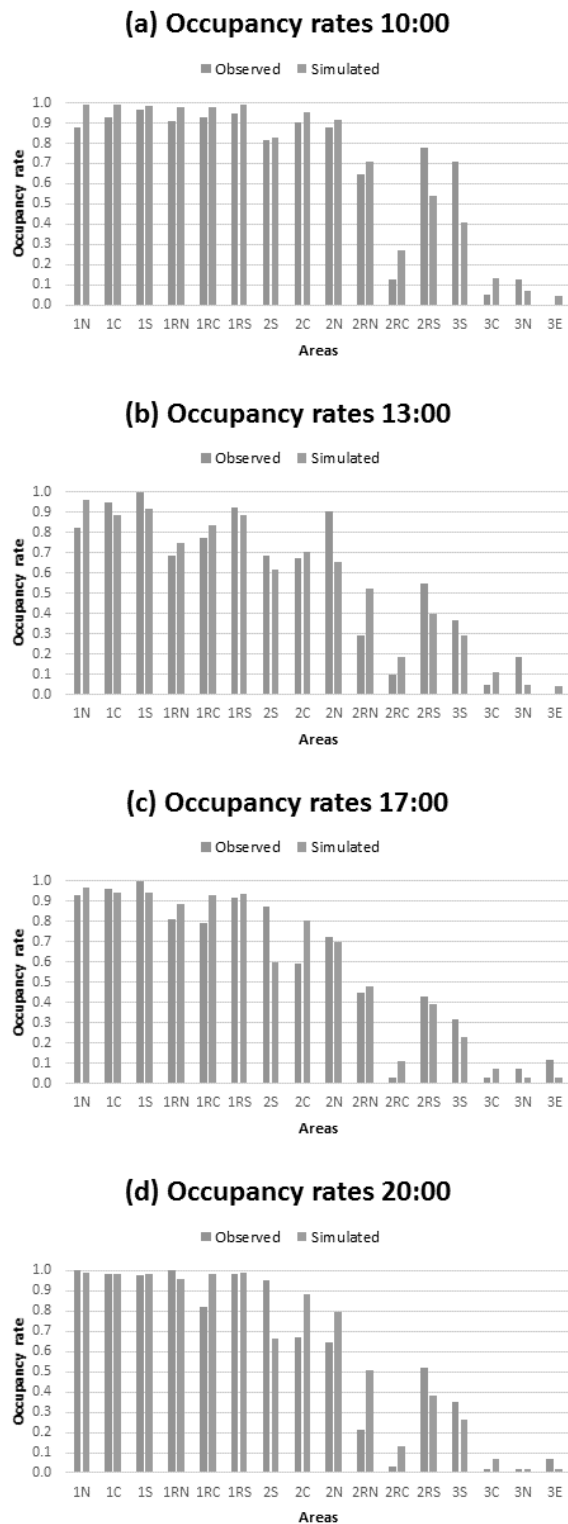 (a) Occupancy rates 10:00
Observed Simulated
1.0
0.9
0.8
0.7
0.6
0.5
0.4
0.3
0.2
0.1
0.0
Occupancy rate
1N 1C 1S 1RN 1RC 1RS 2S 2C 2N 2RN 2RC 2RS 3S 3C 3N 3E
Areas
(b) Occupancy rates 13:00
Observed Simulated
1.0
0.9
0.8
0.7
0.6
0.5
0.4
0.3
0.2
0.1
0.0
Occupancy rate
1N 1C 1S 1RN 1RC 1RS 2S 2C 2N 2RN 2RC 2RS 3S 3C 3N 3E
Areas
(c) Occupancy rates 17:00
Observed Simulated
1.0
0.9
0.8
0.7
0.6
0.5
0.4
0.3
0.2
0.1
0.0
Occupancy rate
1N 1C 1S 1RN 1RC 1RS 2S 2C 2N 2RN 2RC 2RS 3S 3C 3N 3E
Areas
(d) Occupancy rates 20:00
Observed Simulated
1.0
0.9
0.8
0.7
0.6
0.5
0.4
0.3
0.2
0.1
0.0
Occupancy rate
1N 1C 1S 1RN 1RC 1RS 2S 2C 2N 2RN 2RC 2RS 3S 3C 3N 3E
Areas